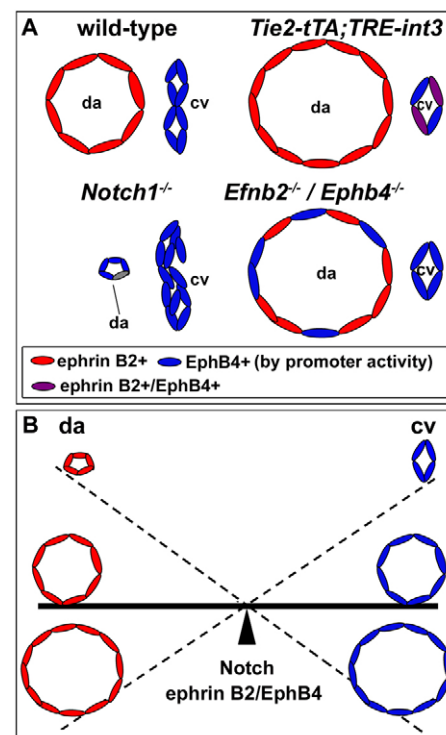 A wild-type Tie2-tTA;TRE-int3
da cv da cv
Notch1-/- Efnb2-/- / Ephb4-/-
da cv da cv
ephrin B2+ EphB4+ (by promoter activity)
ephrin B2+/EphB4+
B da cv
Notch
ephrin B2/EphB4